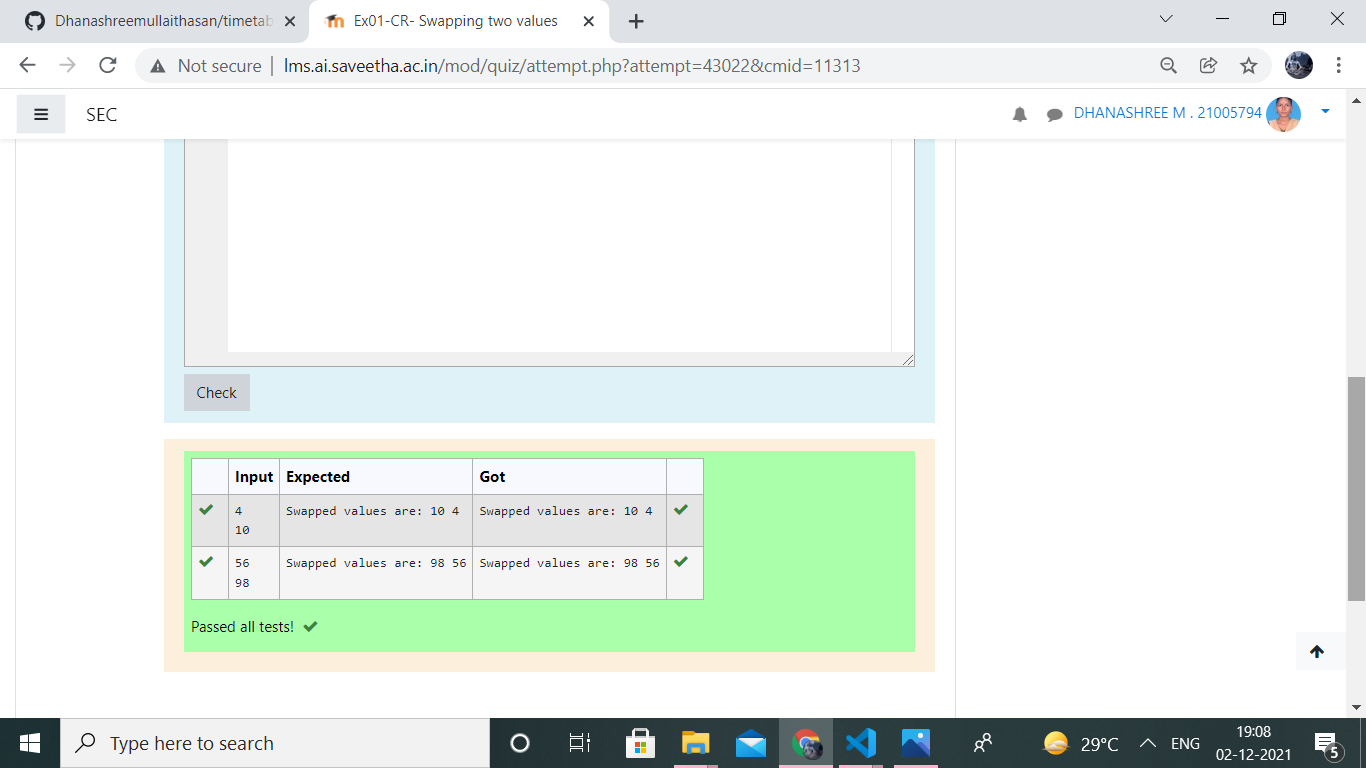 Dhanashreemullaithasan/timetab
Ex01-CR- Swapping two values
Not secure | lms.ai.saveetha.ac.in/mod/quiz/attempt.php?attempt=43022&cmid=11313
SEC
DHANASHREE M . 21005794
Check
Input Expected Got
4 Swapped values are: 10 4 Swapped values are: 10 4
10
56 Swapped values are: 98 56 Swapped values are: 98 56
98
Passed all tests!
Type here to search
29°C
ENG
19:08
02-12-2021
5